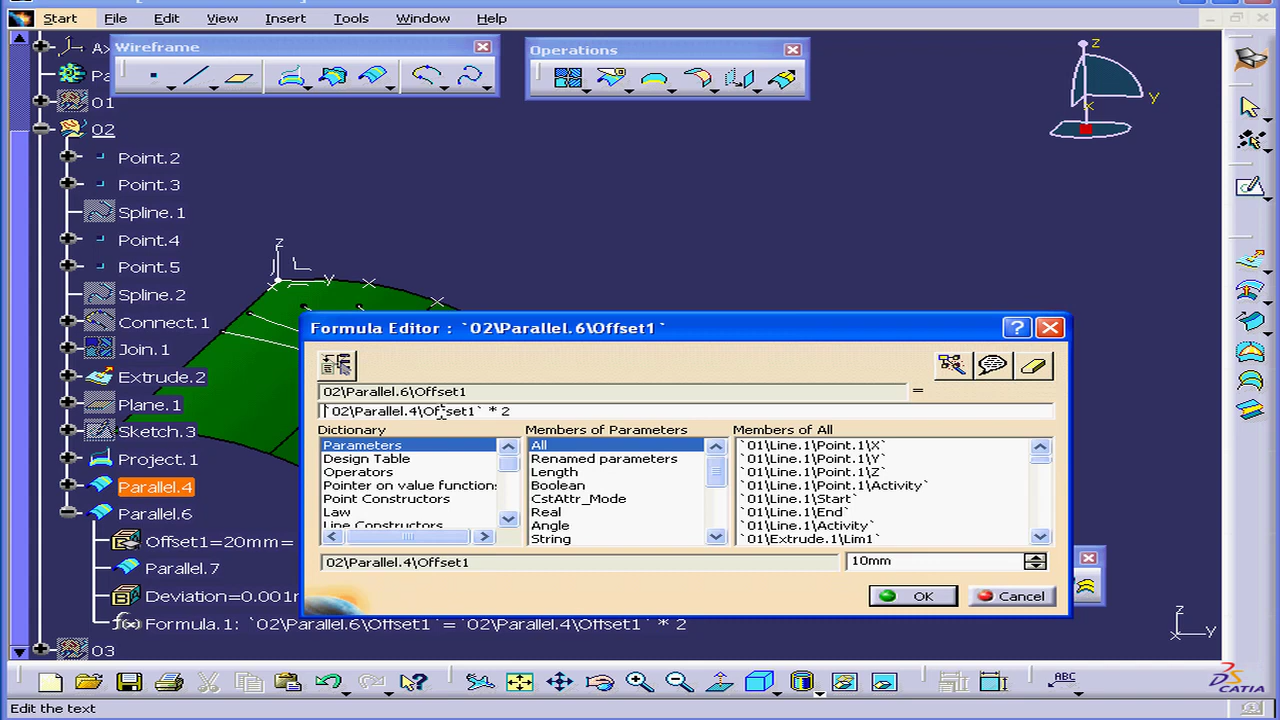 Start File Edit View Insert Tools Window Help
Wireframe
Operations
z
y
x
01
02
Point.2
Point.3
Spline.1
Point.4
Point.5
Spline.2
Connect.1
Join.1
Extrude.2
Plane.1
Sketch.3
Project.1
Parallel.4
Parallel.6
Offset1=20mm=
Parallel.7
Formula.1: `02\Parallel.6\Offset1`=`02\Parallel.4\Offset1` * 2
03
z
y
Formula Editor : `02\Parallel.6\Offset1`
02\Parallel.6\Offset1 =
`02\Parallel.4\Offset1` * 2
Dictionary Members of Parameters Members of All
Parameters All `01\Line.1\Point.1\X`
Design Table Renamed parameters `01\Line.1\Point.1\Y`
Operators Length `01\Line.1\Point.1\Z`
Pointer on value functions Boolean `01\Line.1\Point.1\Activity`
Point Constructors CstAttr_Mode `01\Line.1\Start`
Law Real `01\Line.1\End`
Line Constructors Angle `01\Line.1\Activity`
String `01\Extrude.1\Lim1`
02\Parallel.4\Offset1 10mm
OK Cancel
z
y
ABC
CATIA
Edit the text